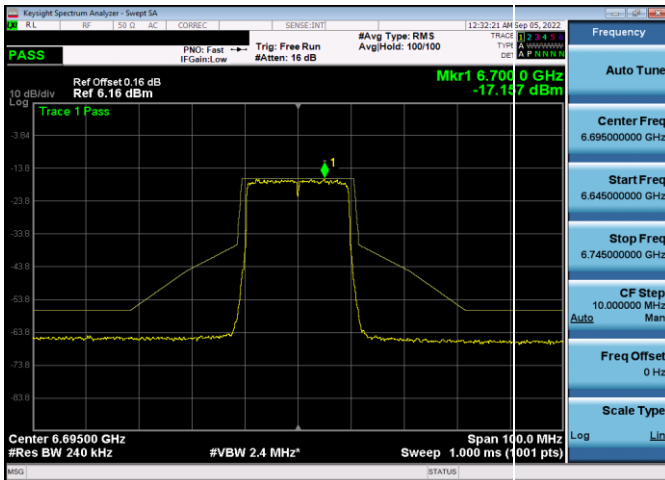 Keysight Spectrum Analyzer - Swept SA
RL RF 50 Ω AC CORREC SENSE:INT 12:32:21 AM Sep 05, 2022
PASS
PNO: Fast
IFGain:Low
Trig: Free Run
#Atten: 16 dB
#Avg Type: RMS
Avg|Hold: 100/100
TRACE 1 2 3 4 5 6
TYPE A WWWWW
DET A P N N N N
Ref Offset 0.16 dB
10 dB/div Ref 6.16 dBm
Mkr1 6.700 0 GHz
-17.157 dBm
Log
Trace 1 Pass
1
-3.84
-13.8
-23.8
-33.8
-43.8
-53.8
-63.8
-73.8
-83.8
Center 6.69500 GHz
#Res BW 240 kHz
#VBW 2.4 MHz*
Span 100.0 MHz
Sweep 1.000 ms (1001 pts)
MSG
STATUS
Frequency
Auto Tune
Center Freq
6.695000000 GHz
Start Freq
6.645000000 GHz
Stop Freq
6.745000000 GHz
CF Step
10.000000 MHz
Auto Man
Freq Offset
0 Hz
Scale Type
Log Lin